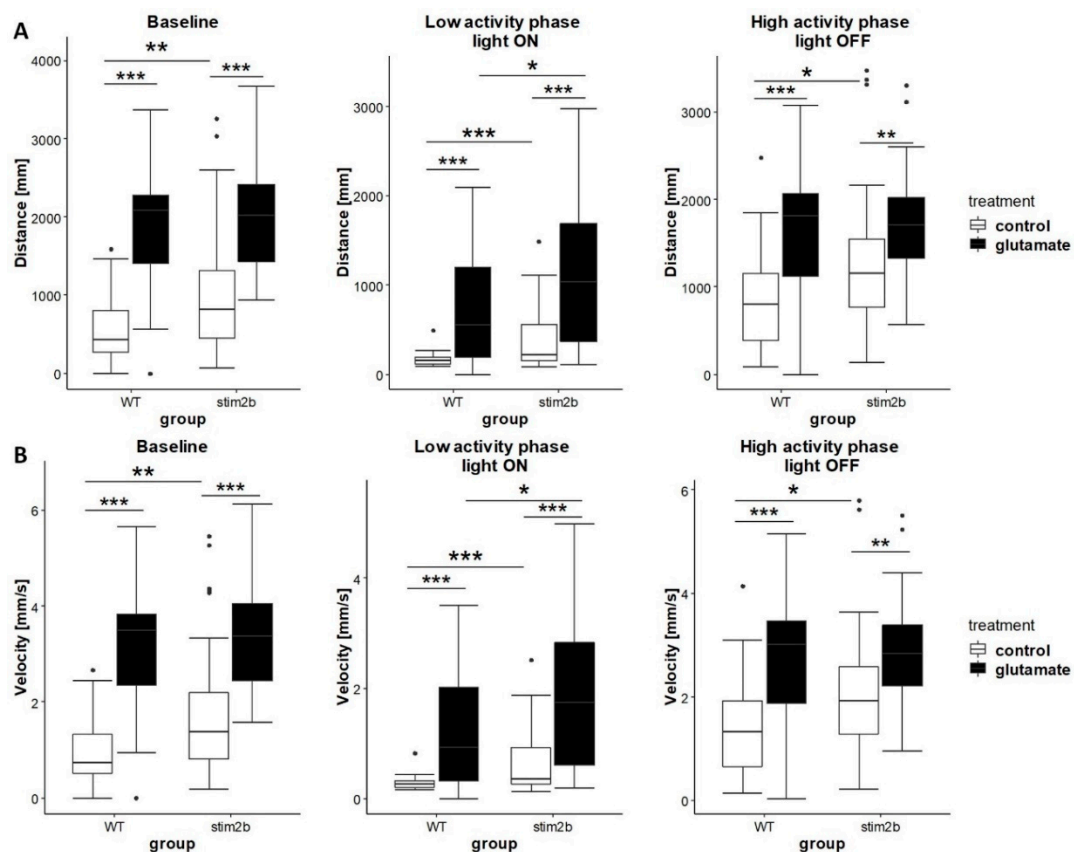 A
Baseline
Low activity phase
light ON
High activity phase
light OFF
Distance [mm]
4000
3000
2000
1000
0
**
***
***
WT
stim2b
group
Distance [mm]
3000
2000
1000
0
*
***
***
***
WT
stim2b
group
Distance [mm]
3000
2000
1000
0
*
***
**
WT
stim2b
group
treatment
control
glutamate
B
Baseline
Low activity phase
light ON
High activity phase
light OFF
Velocity [mm/s]
6
4
2
0
**
***
***
WT
stim2b
group
Velocity [mm/s]
4
2
0
*
***
***
***
WT
stim2b
group
Velocity [mm/s]
6
4
2
0
*
***
**
WT
stim2b
group
treatment
control
glutamate